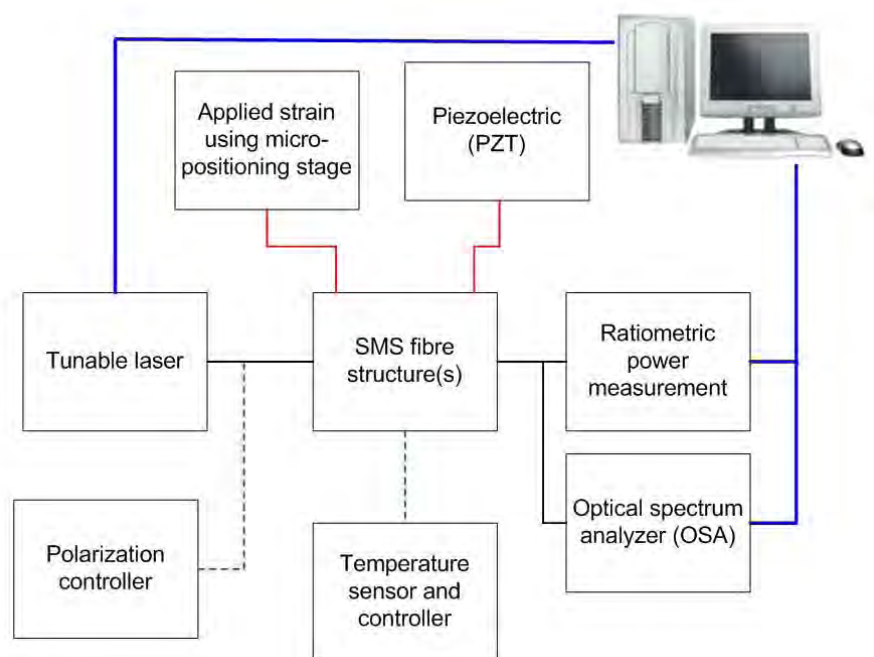 Applied strain
using micro-
positioning stage
Piezoelectric
(PZT)
Tunable laser
SMS fibre
structure(s)
Ratiometric
power
measurement
Polarization
controller
Temperature
sensor and
controller
Optical spectrum
analyzer (OSA)